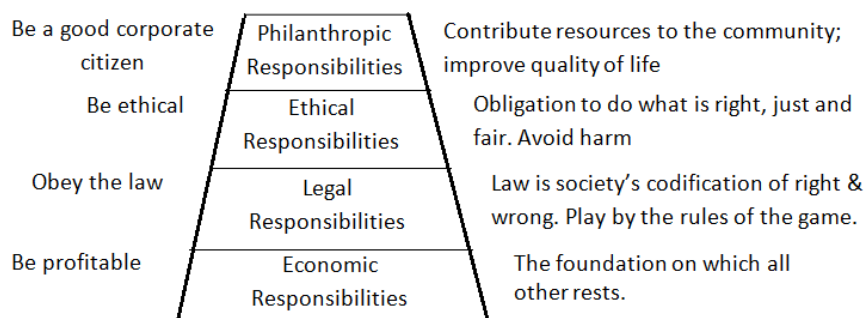 Be a good corporate
citizen
Philanthropic
Responsibilities
Contribute resources to the community;
improve quality of life
Be ethical
Ethical
Responsibilities
Obligation to do what is right, just and
fair. Avoid harm
Obey the law
Legal
Responsibilities
Law is society’s codification of right &
wrong. Play by the rules of the game.
Be profitable
Economic
Responsibilities
The foundation on which all
other rests.